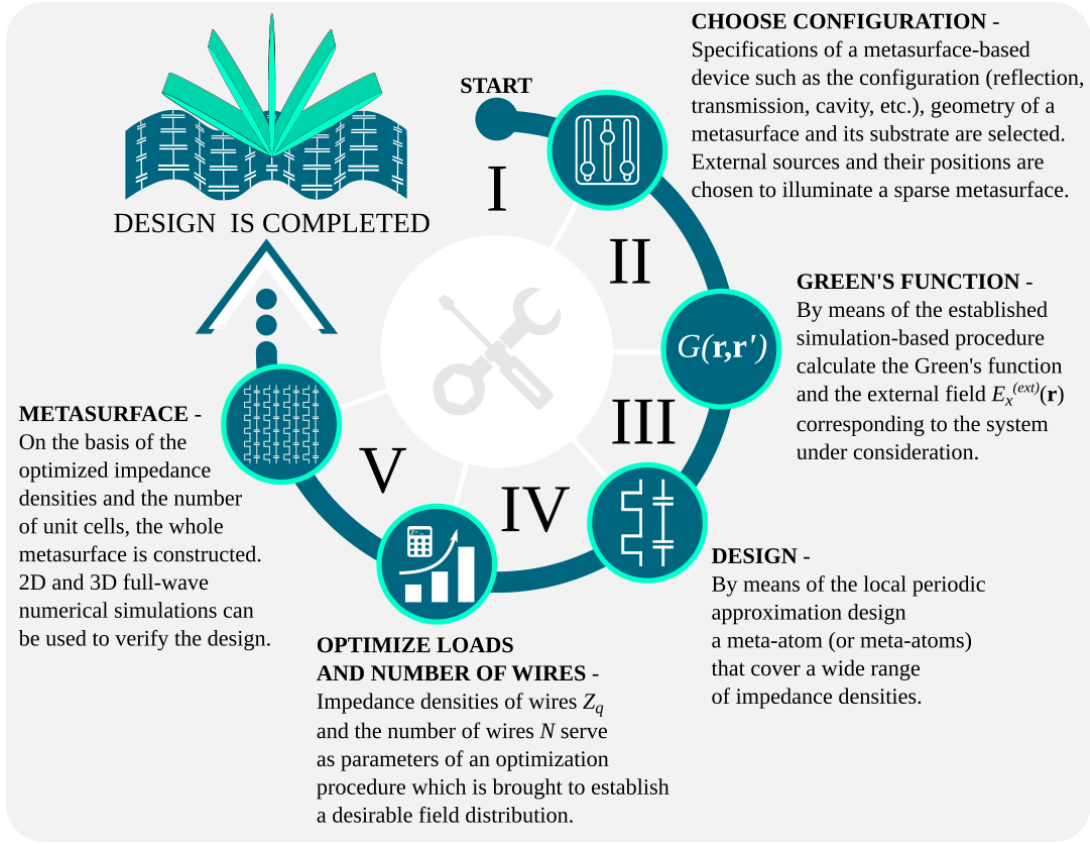 START
I
CHOOSE CONFIGURATION -
Specifications of a metasurface-based
device such as the configuration (reflection,
transmission, cavity, etc.), geometry of a
metasurface and its substrate are selected.
External sources and their positions are
chosen to illuminate a sparse metasurface.
II
G(r,r')
GREEN'S FUNCTION -
By means of the established
simulation-based procedure
calculate the Green's function
and the external field Eₓ⁽ᵉˣᵗ⁾(r)
corresponding to the system
under consideration.
III
DESIGN -
By means of the local periodic
approximation design
a meta-atom (or meta-atoms)
that cover a wide range
of impedance densities.
IV
OPTIMIZE LOADS
AND NUMBER OF WIRES -
Impedance densities of wires Z_q
and the number of wires N serve
as parameters of an optimization
procedure which is brought to establish
a desirable field distribution.
V
METASURFACE -
On the basis of the
optimized impedance
densities and the number
of unit cells, the whole
metasurface is constructed.
2D and 3D full-wave
numerical simulations can
be used to verify the design.
DESIGN IS COMPLETED